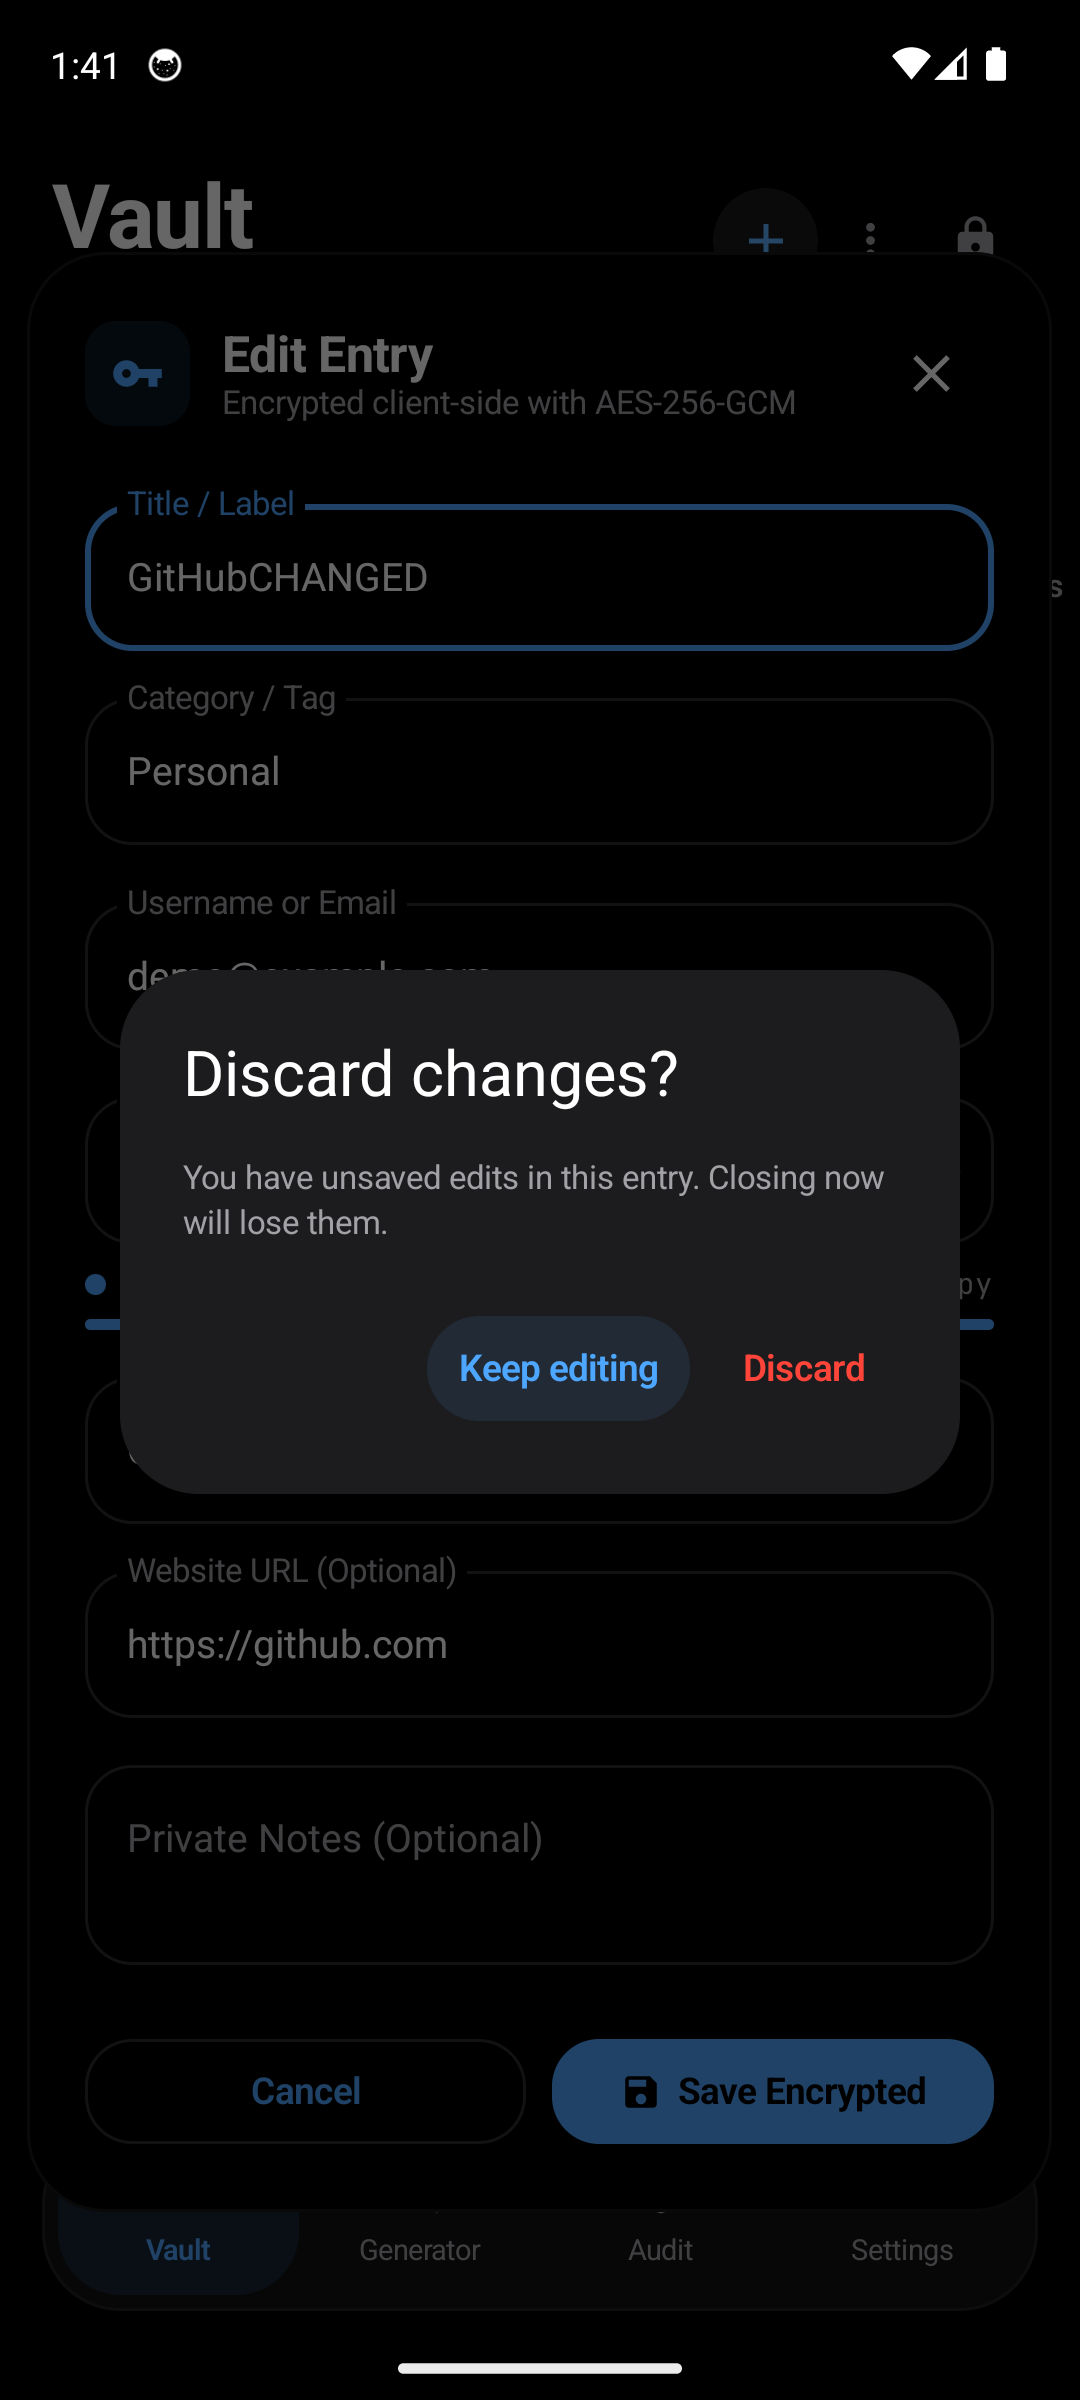 1:41
Vault
Edit Entry
Encrypted client-side with AES-256-GCM
Title / Label
GitHubCHANGED
s
Category / Tag
Personal
Username or Email
Discard changes?
You have unsaved edits in this entry. Closing now
will lose them.
py
Keep editing
Discard
Website URL (Optional)
https://github.com
Private Notes (Optional)
Cancel
Save Encrypted
Vault
Generator
Audit
Settings